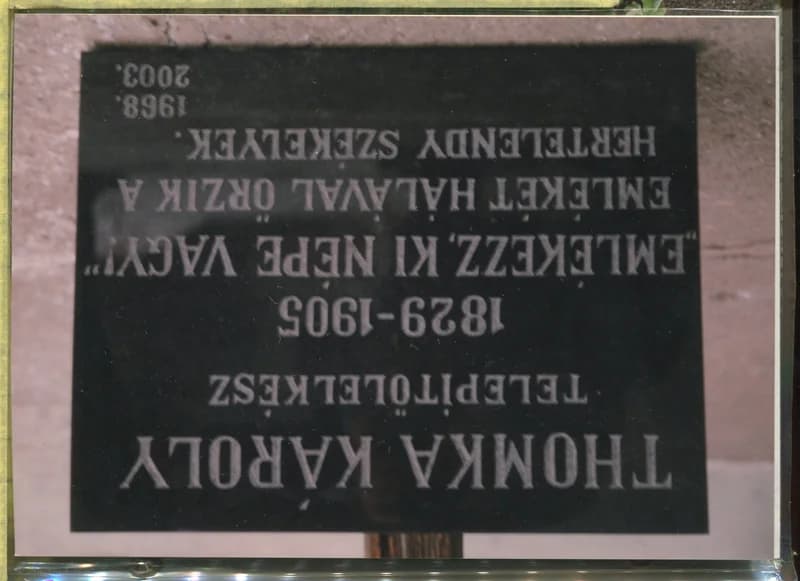 THOMKA KÁROLY
TELEPÍTŐLELKÉSZ
1829-1905
„EMLÉKEZZ, KI NÉPE VAGY!”
EMLÉKÉT HÁLÁVAL ŐRZIK A
HERTELENDY SZÉKELYEK.
1968.
2003.